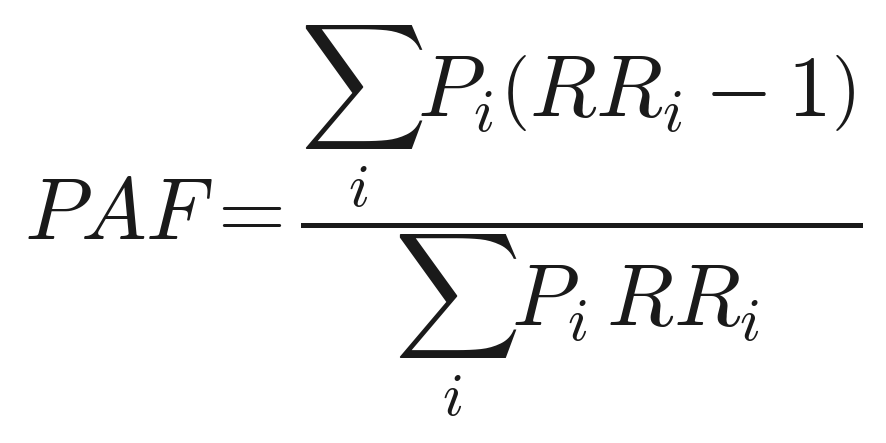 PAF = \frac{\sum_i P_i (RR_i - 1)}{\sum_i P_i RR_i}